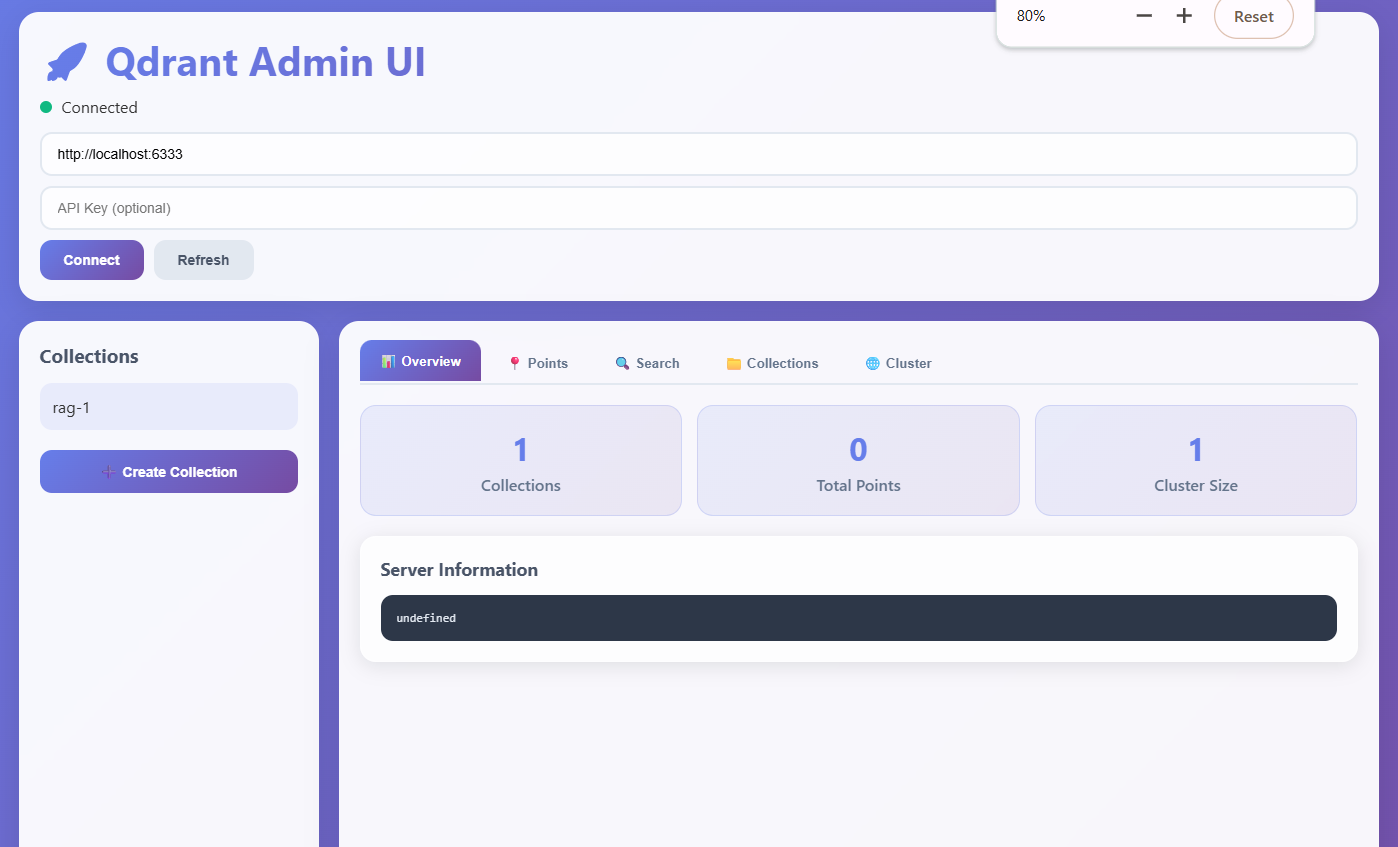 80%
Reset
Qdrant Admin UI
Connected
http://localhost:6333
API Key (optional)
Connect
Refresh
Collections
rag-1
Create Collection
Overview
Points
Search
Collections
Cluster
1
Collections
0
Total Points
1
Cluster Size
Server Information
undefined